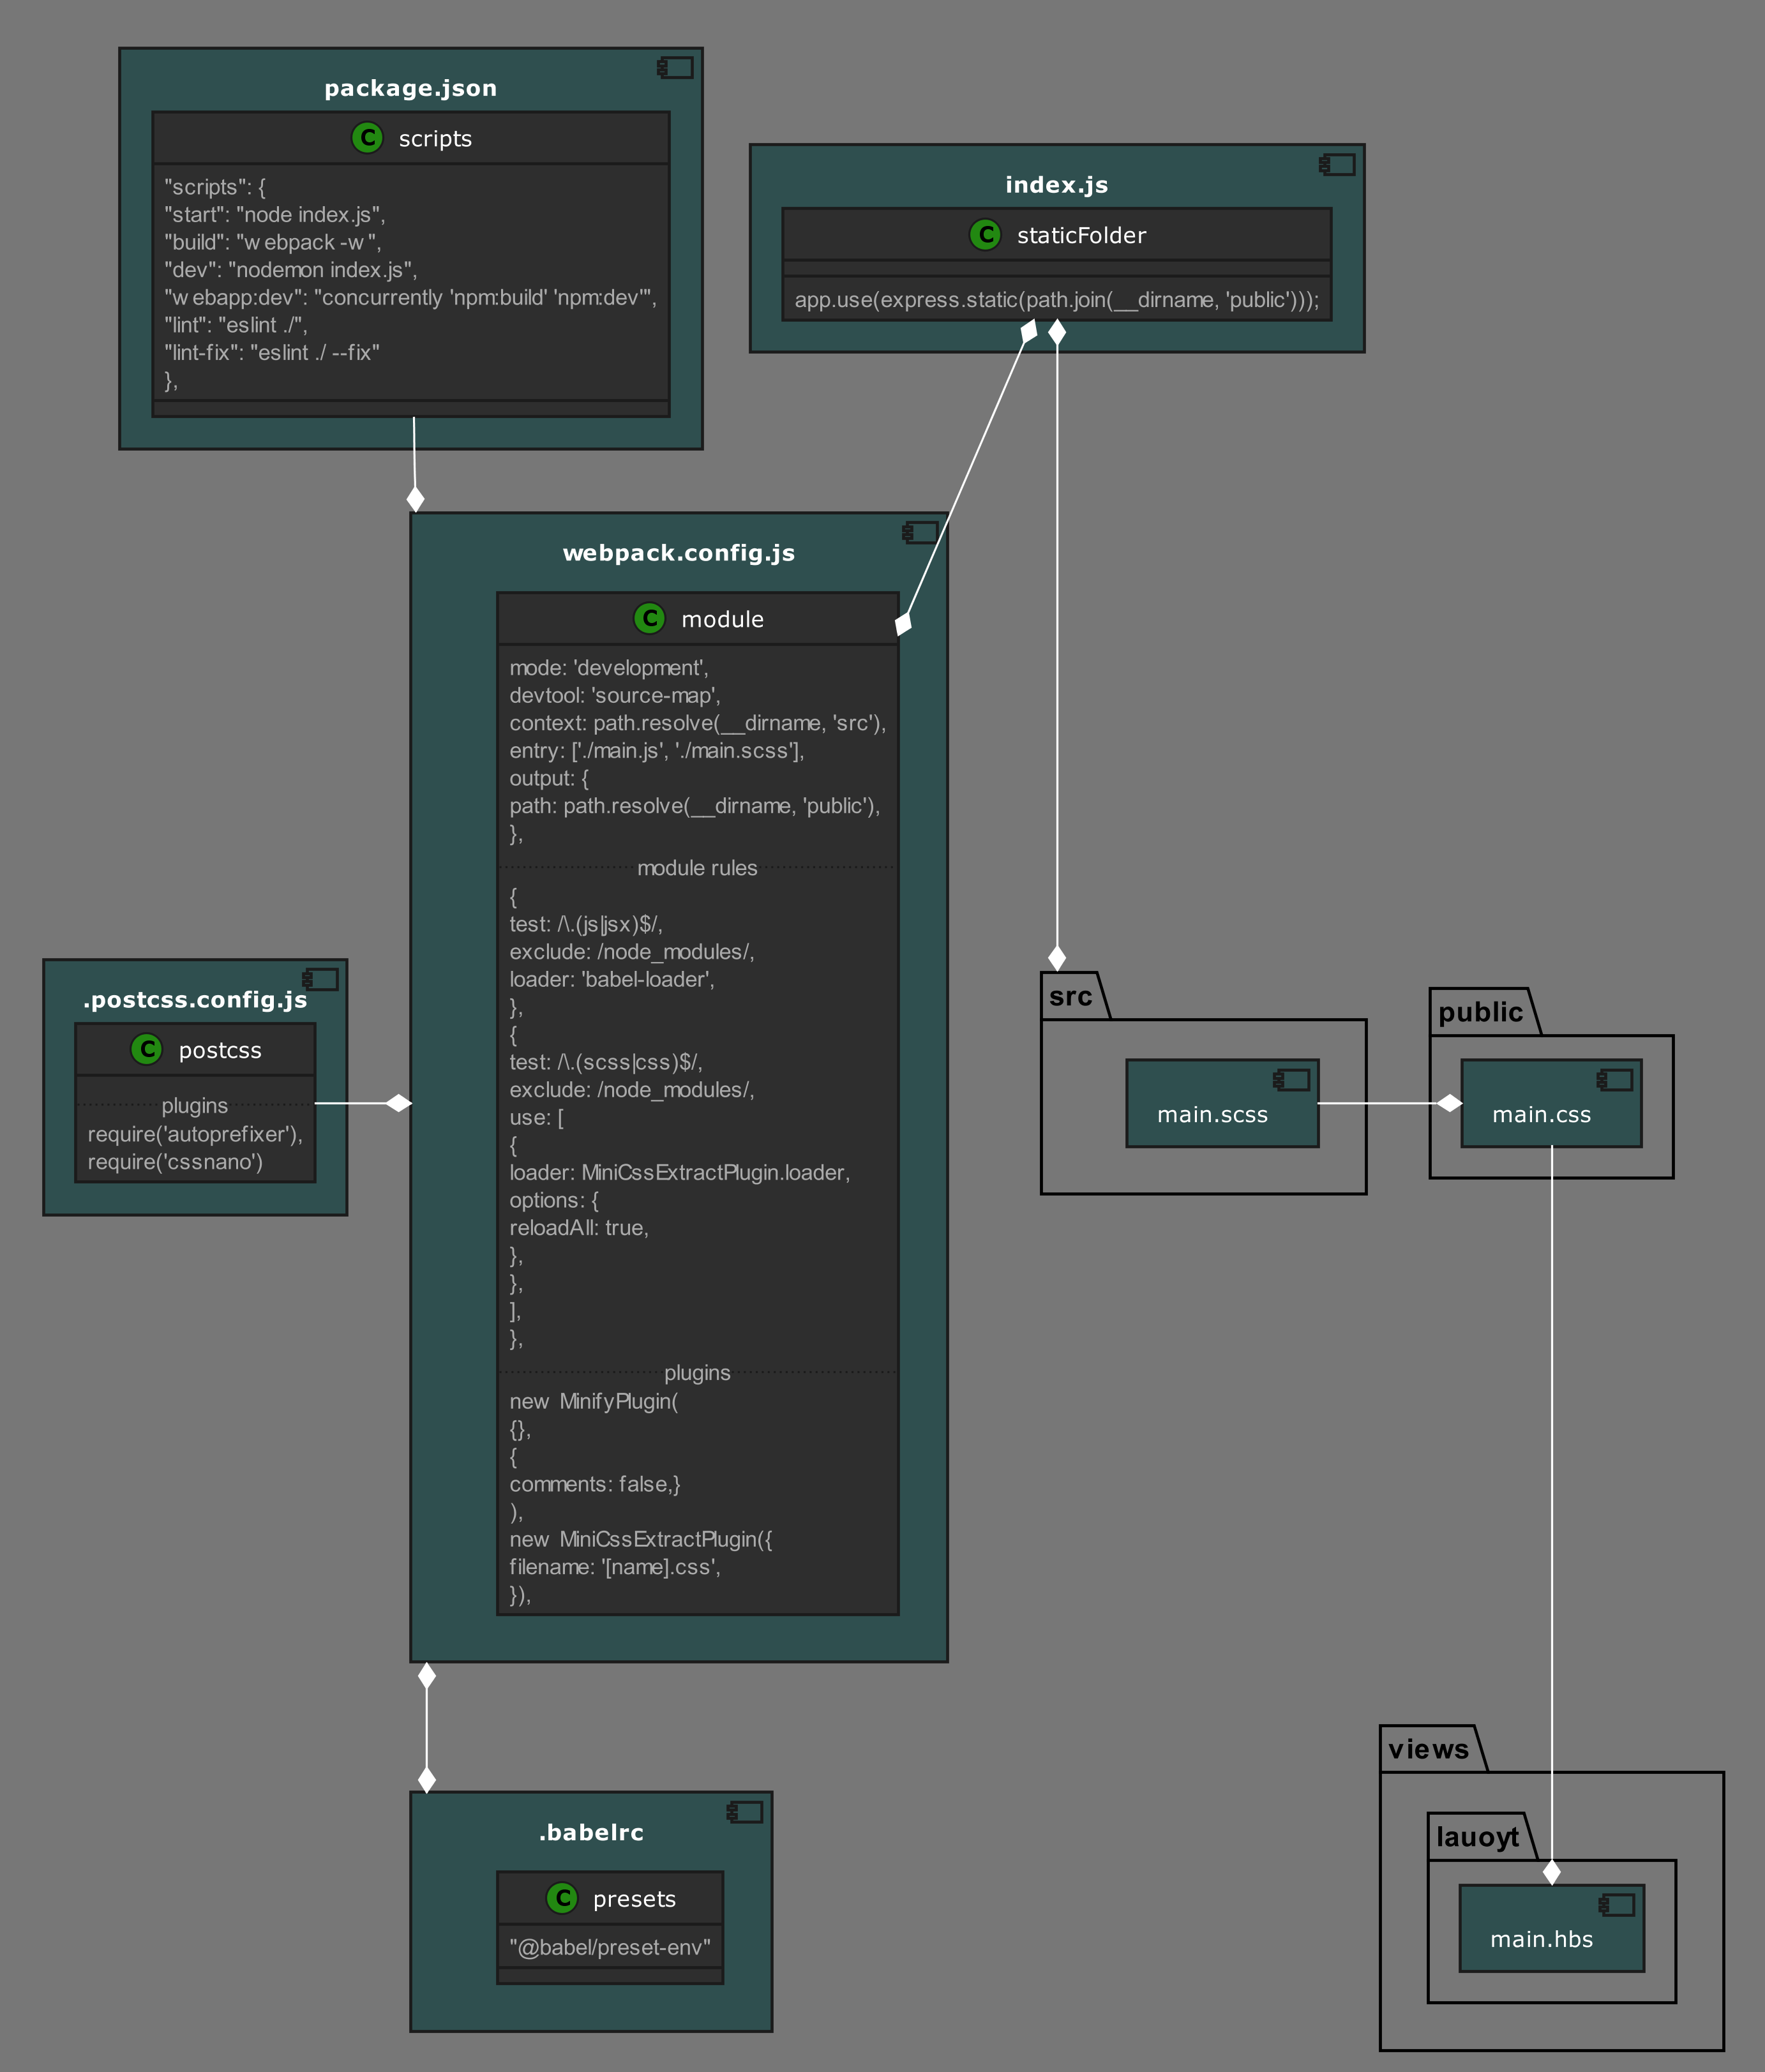 package.json
C scripts
"scripts": {
"start": "node index.js",
"build": "webpack -w",
"dev": "nodemon index.js",
"webapp:dev": "concurrently 'npm:build' 'npm:dev'",
"lint": "eslint ./",
"lint-fix": "eslint ./ --fix"
},
index.js
C staticFolder
app.use(express.static(path.join(__dirname, 'public')));
webpack.config.js
C module
mode: 'development',
devtool: 'source-map',
context: path.resolve(__dirname, 'src'),
entry: ['./main.js', './main.scss'],
output: {
path: path.resolve(__dirname, 'public'),
},
module rules
{
test: /\.(js|jsx)$/,
exclude: /node_modules/,
loader: 'babel-loader',
},
{
test: /\.(scss|css)$/,
exclude: /node_modules/,
use: [
{
loader: MiniCssExtractPlugin.loader,
options: {
reloadAll: true,
},
},
],
},
plugins
new MinifyPlugin(
{},
{
comments: false,}
),
new MiniCssExtractPlugin({
filename: '[name].css',
}),
.postcss.config.js
C postcss
plugins
require('autoprefixer'),
require('cssnano')
src
main.scss
public
main.css
views
lauoyt
main.hbs
.babelrc
C presets
"@babel/preset-env"